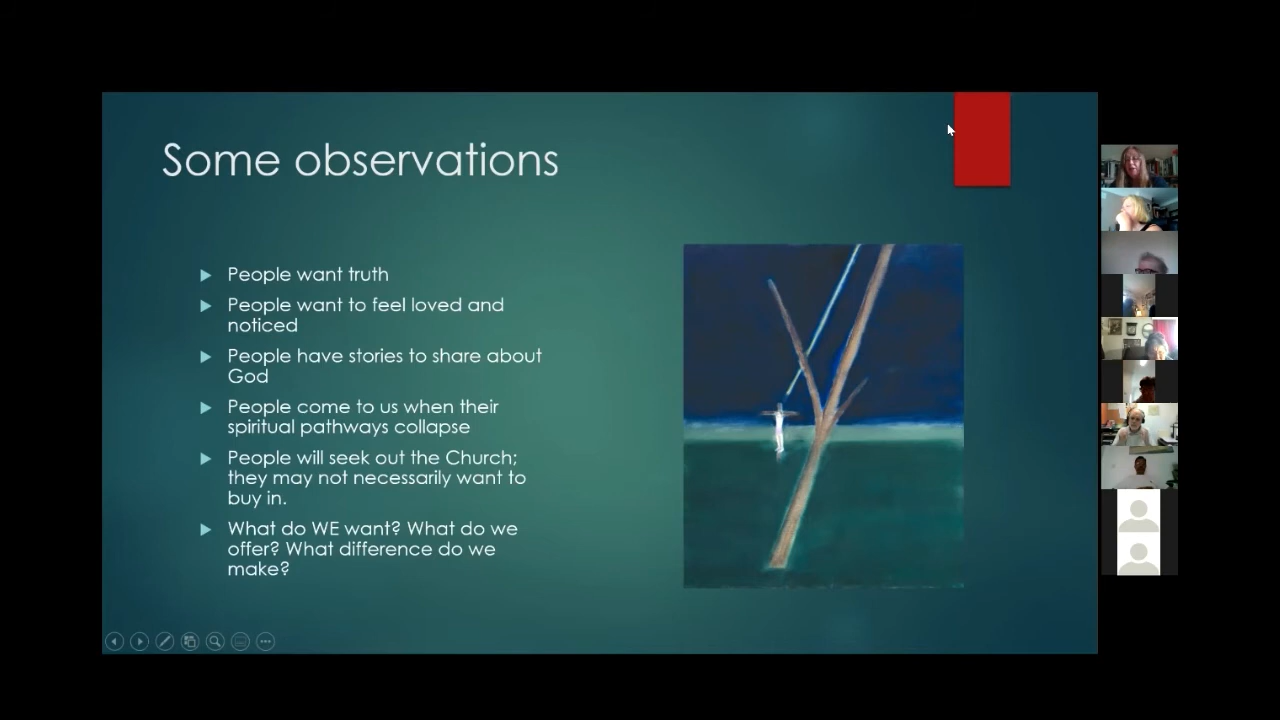 Some observations
People want truth
People want to feel loved and
noticed
People have stories to share about
God
People come to us when their
spiritual pathways collapse
People will seek out the Church;
they may not necessarily want to
buy in.
What do WE want? What do we
offer? What difference do we
make?